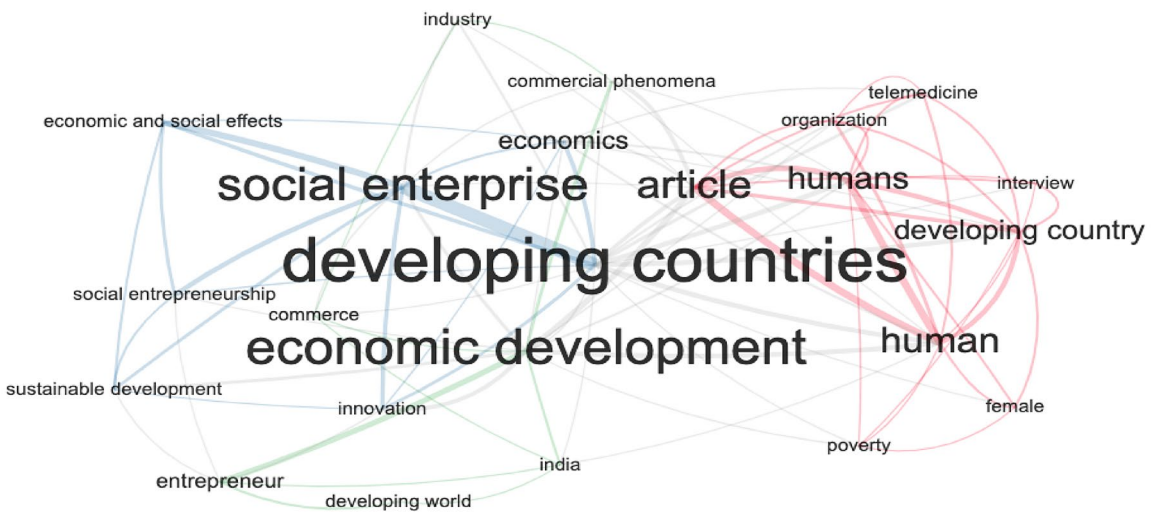 industry
commercial phenomena
telemedicine
economic and social effects
organization
economics
social enterprise
article
humans
interview
developing country
developing countries
social entrepreneurship
commerce
economic development
human
sustainable development
innovation
female
poverty
india
entrepreneur
developing world